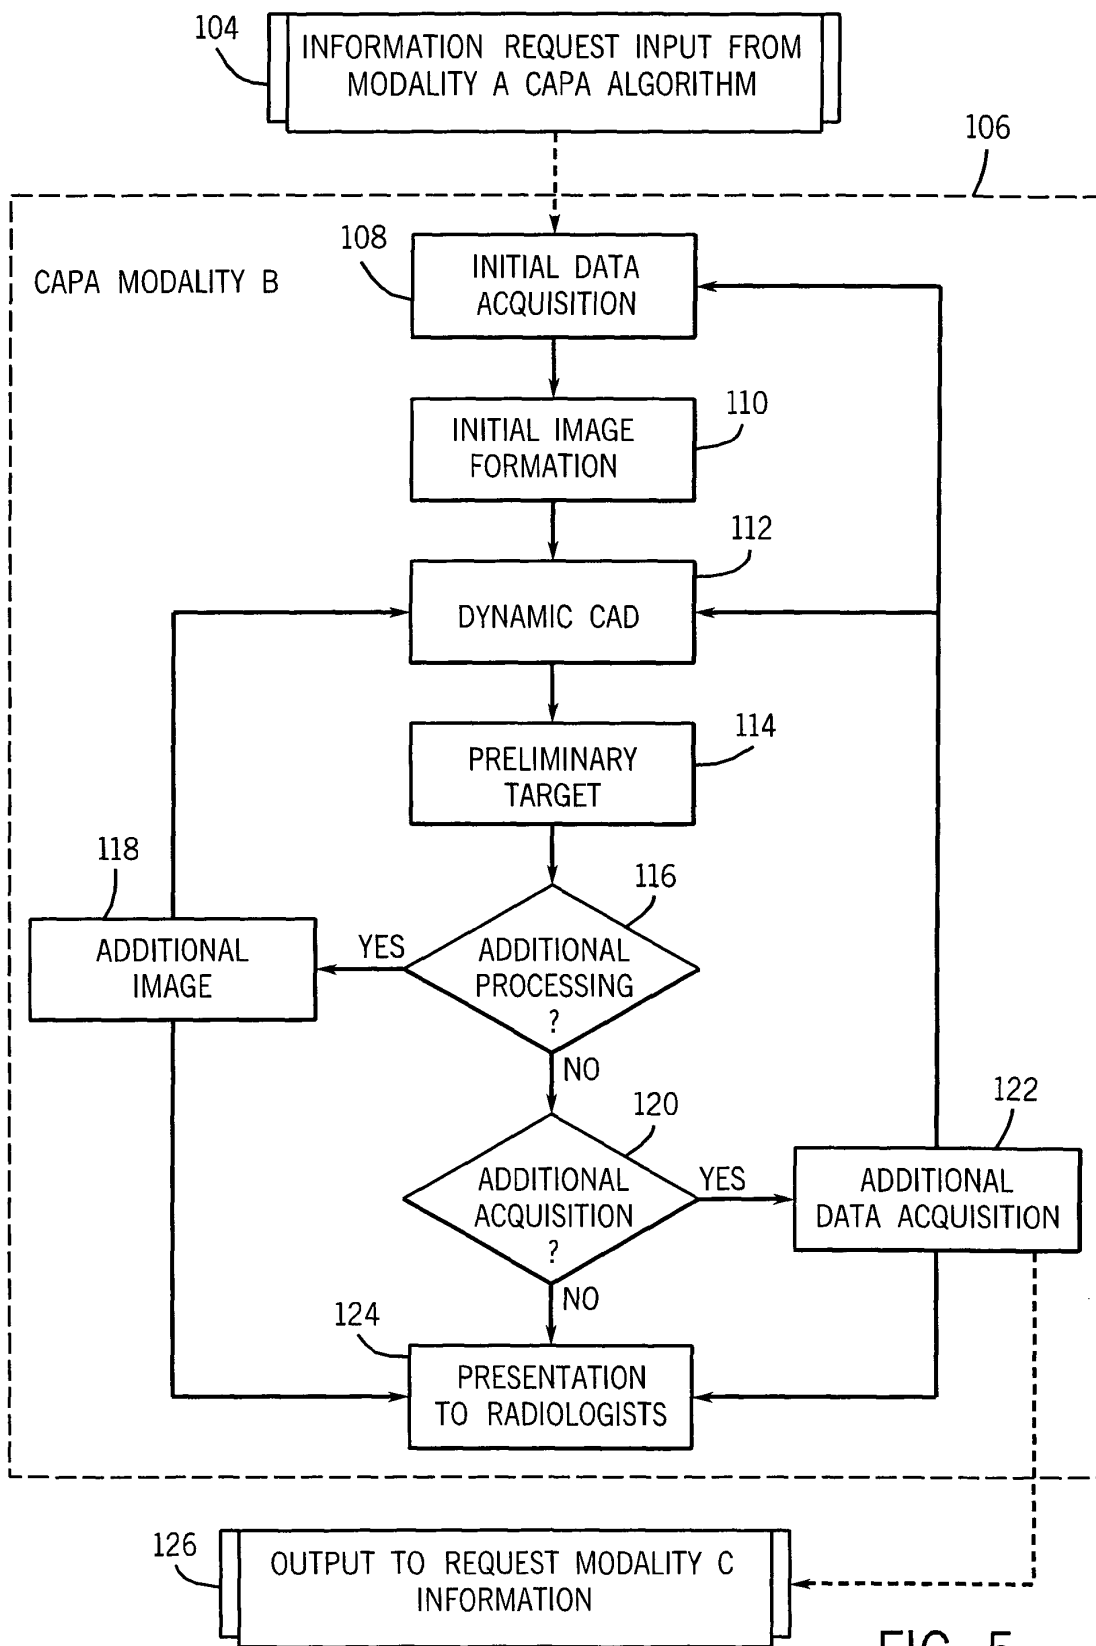 104
INFORMATION REQUEST INPUT FROM
MODALITY A CAPA ALGORITHM
106
CAPA MODALITY B
108
INITIAL DATA
ACQUISITION
110
INITIAL IMAGE
FORMATION
112
DYNAMIC CAD
114
PRELIMINARY
TARGET
118
ADDITIONAL
IMAGE
116
YES
ADDITIONAL
PROCESSING
?
NO
120
122
ADDITIONAL
ACQUISITION
?
YES
ADDITIONAL
DATA ACQUISITION
NO
124
PRESENTATION
TO RADIOLOGISTS
126
OUTPUT TO REQUEST MODALITY C
INFORMATION
FIG. 5